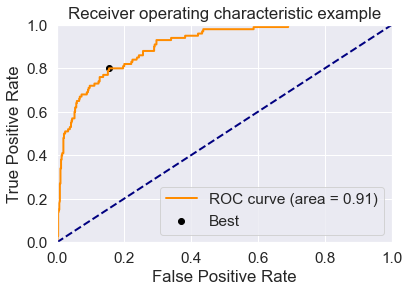 Receiver operating characteristic example
1.0
0.8
0.6
0.4
0.2
0.0
True Positive Rate
ROC curve (area = 0.91)
Best
0.0 0.2 0.4 0.6 0.8 1.0
False Positive Rate